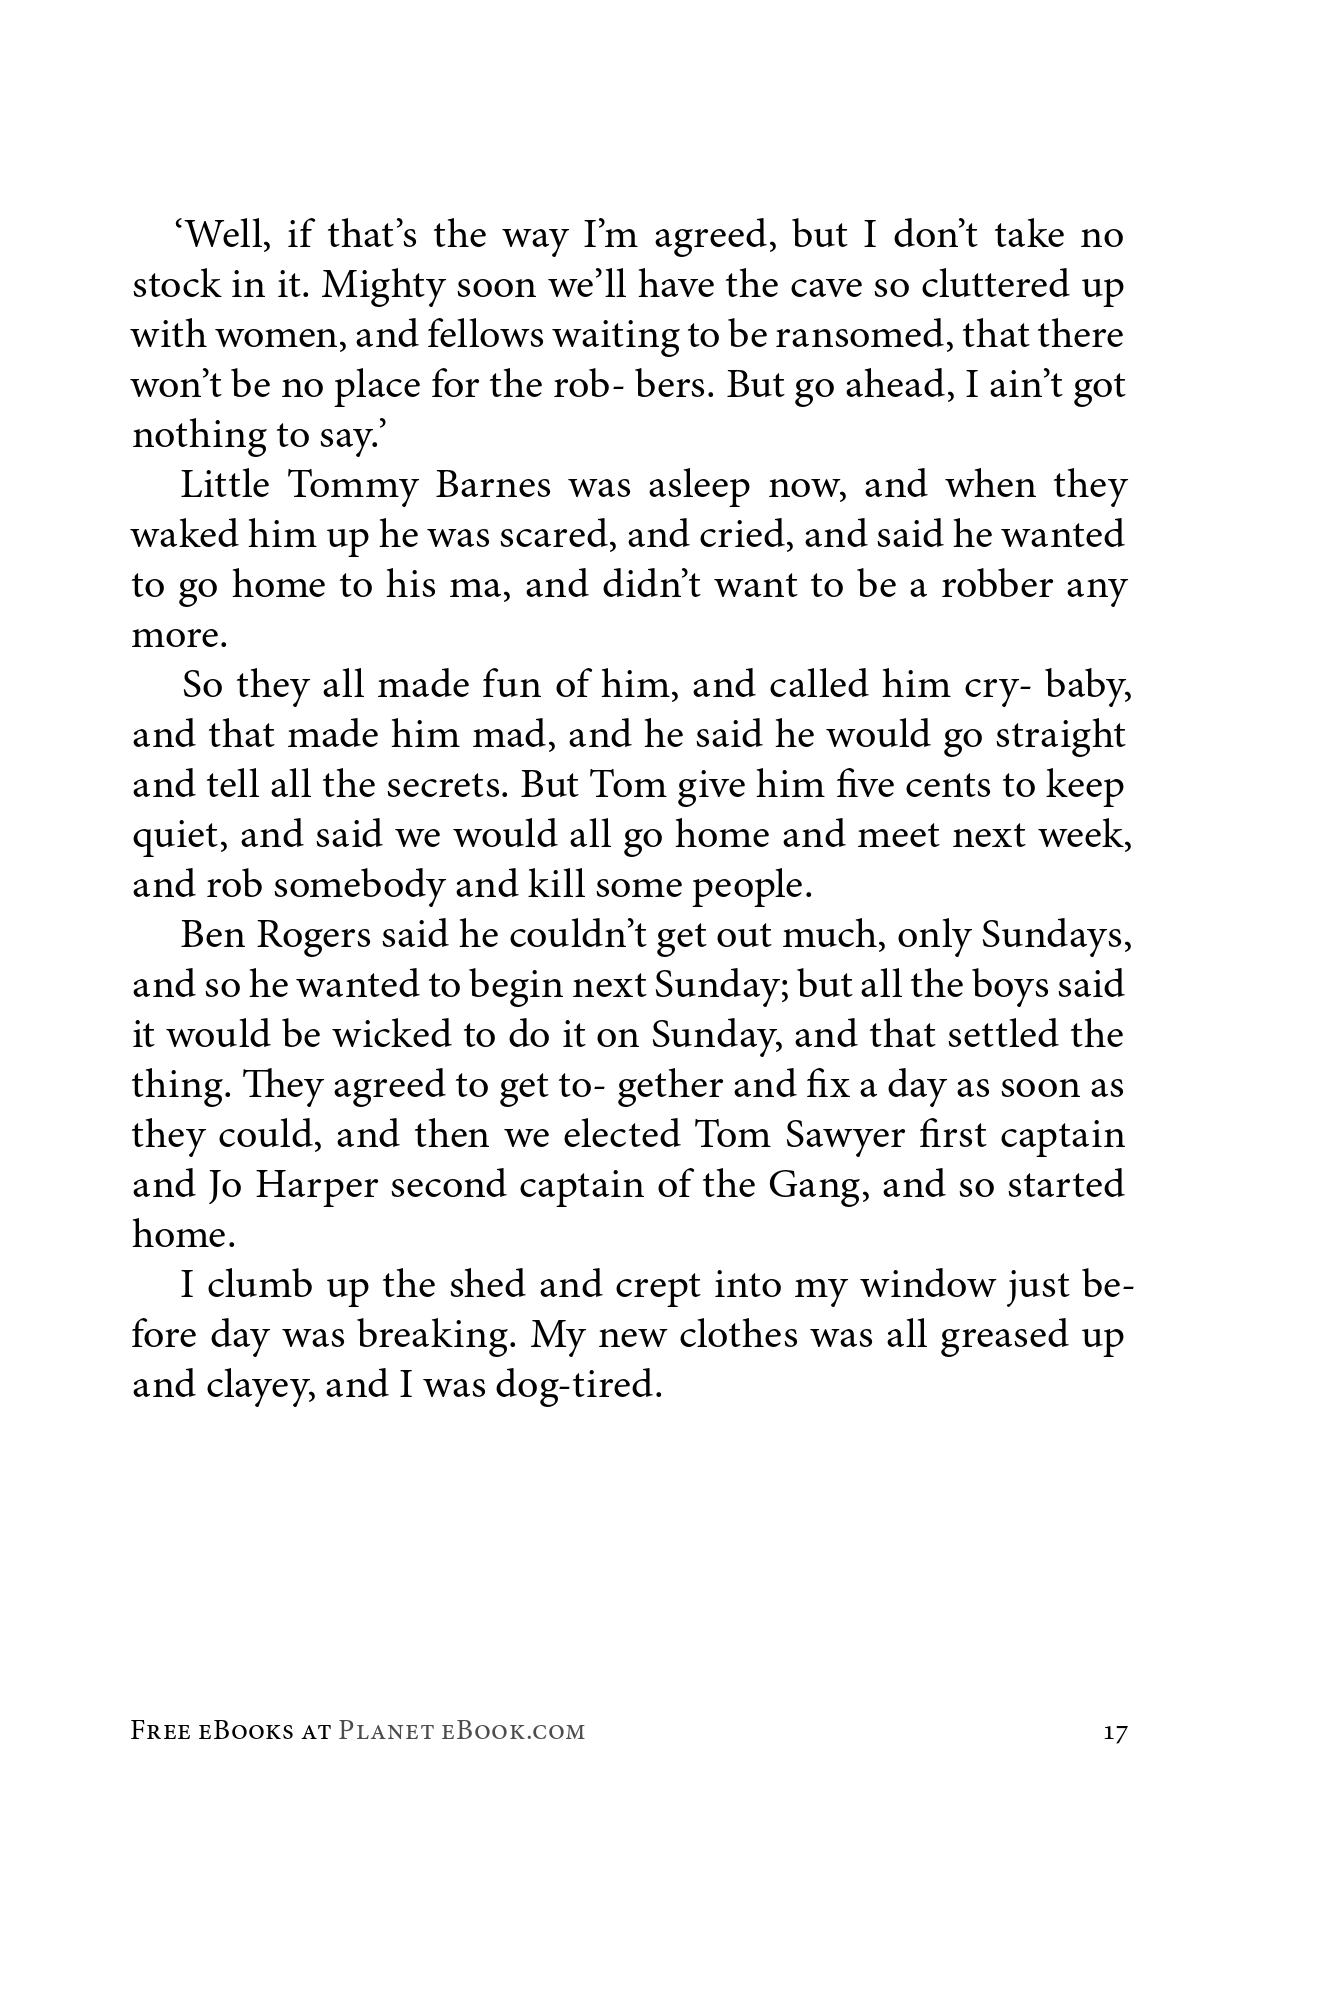 ‘Well, if that’s the way I’m agreed, but I don’t take no
stock in it. Mighty soon we’ll have the cave so cluttered up
with women, and fellows waiting to be ransomed, that there
won’t be no place for the rob- bers. But go ahead, I ain’t got
nothing to say.’
Little Tommy Barnes was asleep now, and when they
waked him up he was scared, and cried, and said he wanted
to go home to his ma, and didn’t want to be a robber any
more.
So they all made fun of him, and called him cry- baby,
and that made him mad, and he said he would go straight
and tell all the secrets. But Tom give him five cents to keep
quiet, and said we would all go home and meet next week,
and rob somebody and kill some people.
Ben Rogers said he couldn’t get out much, only Sundays,
and so he wanted to begin next Sunday; but all the boys said
it would be wicked to do it on Sunday, and that settled the
thing. They agreed to get to- gether and fix a day as soon as
they could, and then we elected Tom Sawyer first captain
and Jo Harper second captain of the Gang, and so started
home.
I clumb up the shed and crept into my window just be-
fore day was breaking. My new clothes was all greased up
and clayey, and I was dog-tired.
Free eBooks at Planet eBook.com 17